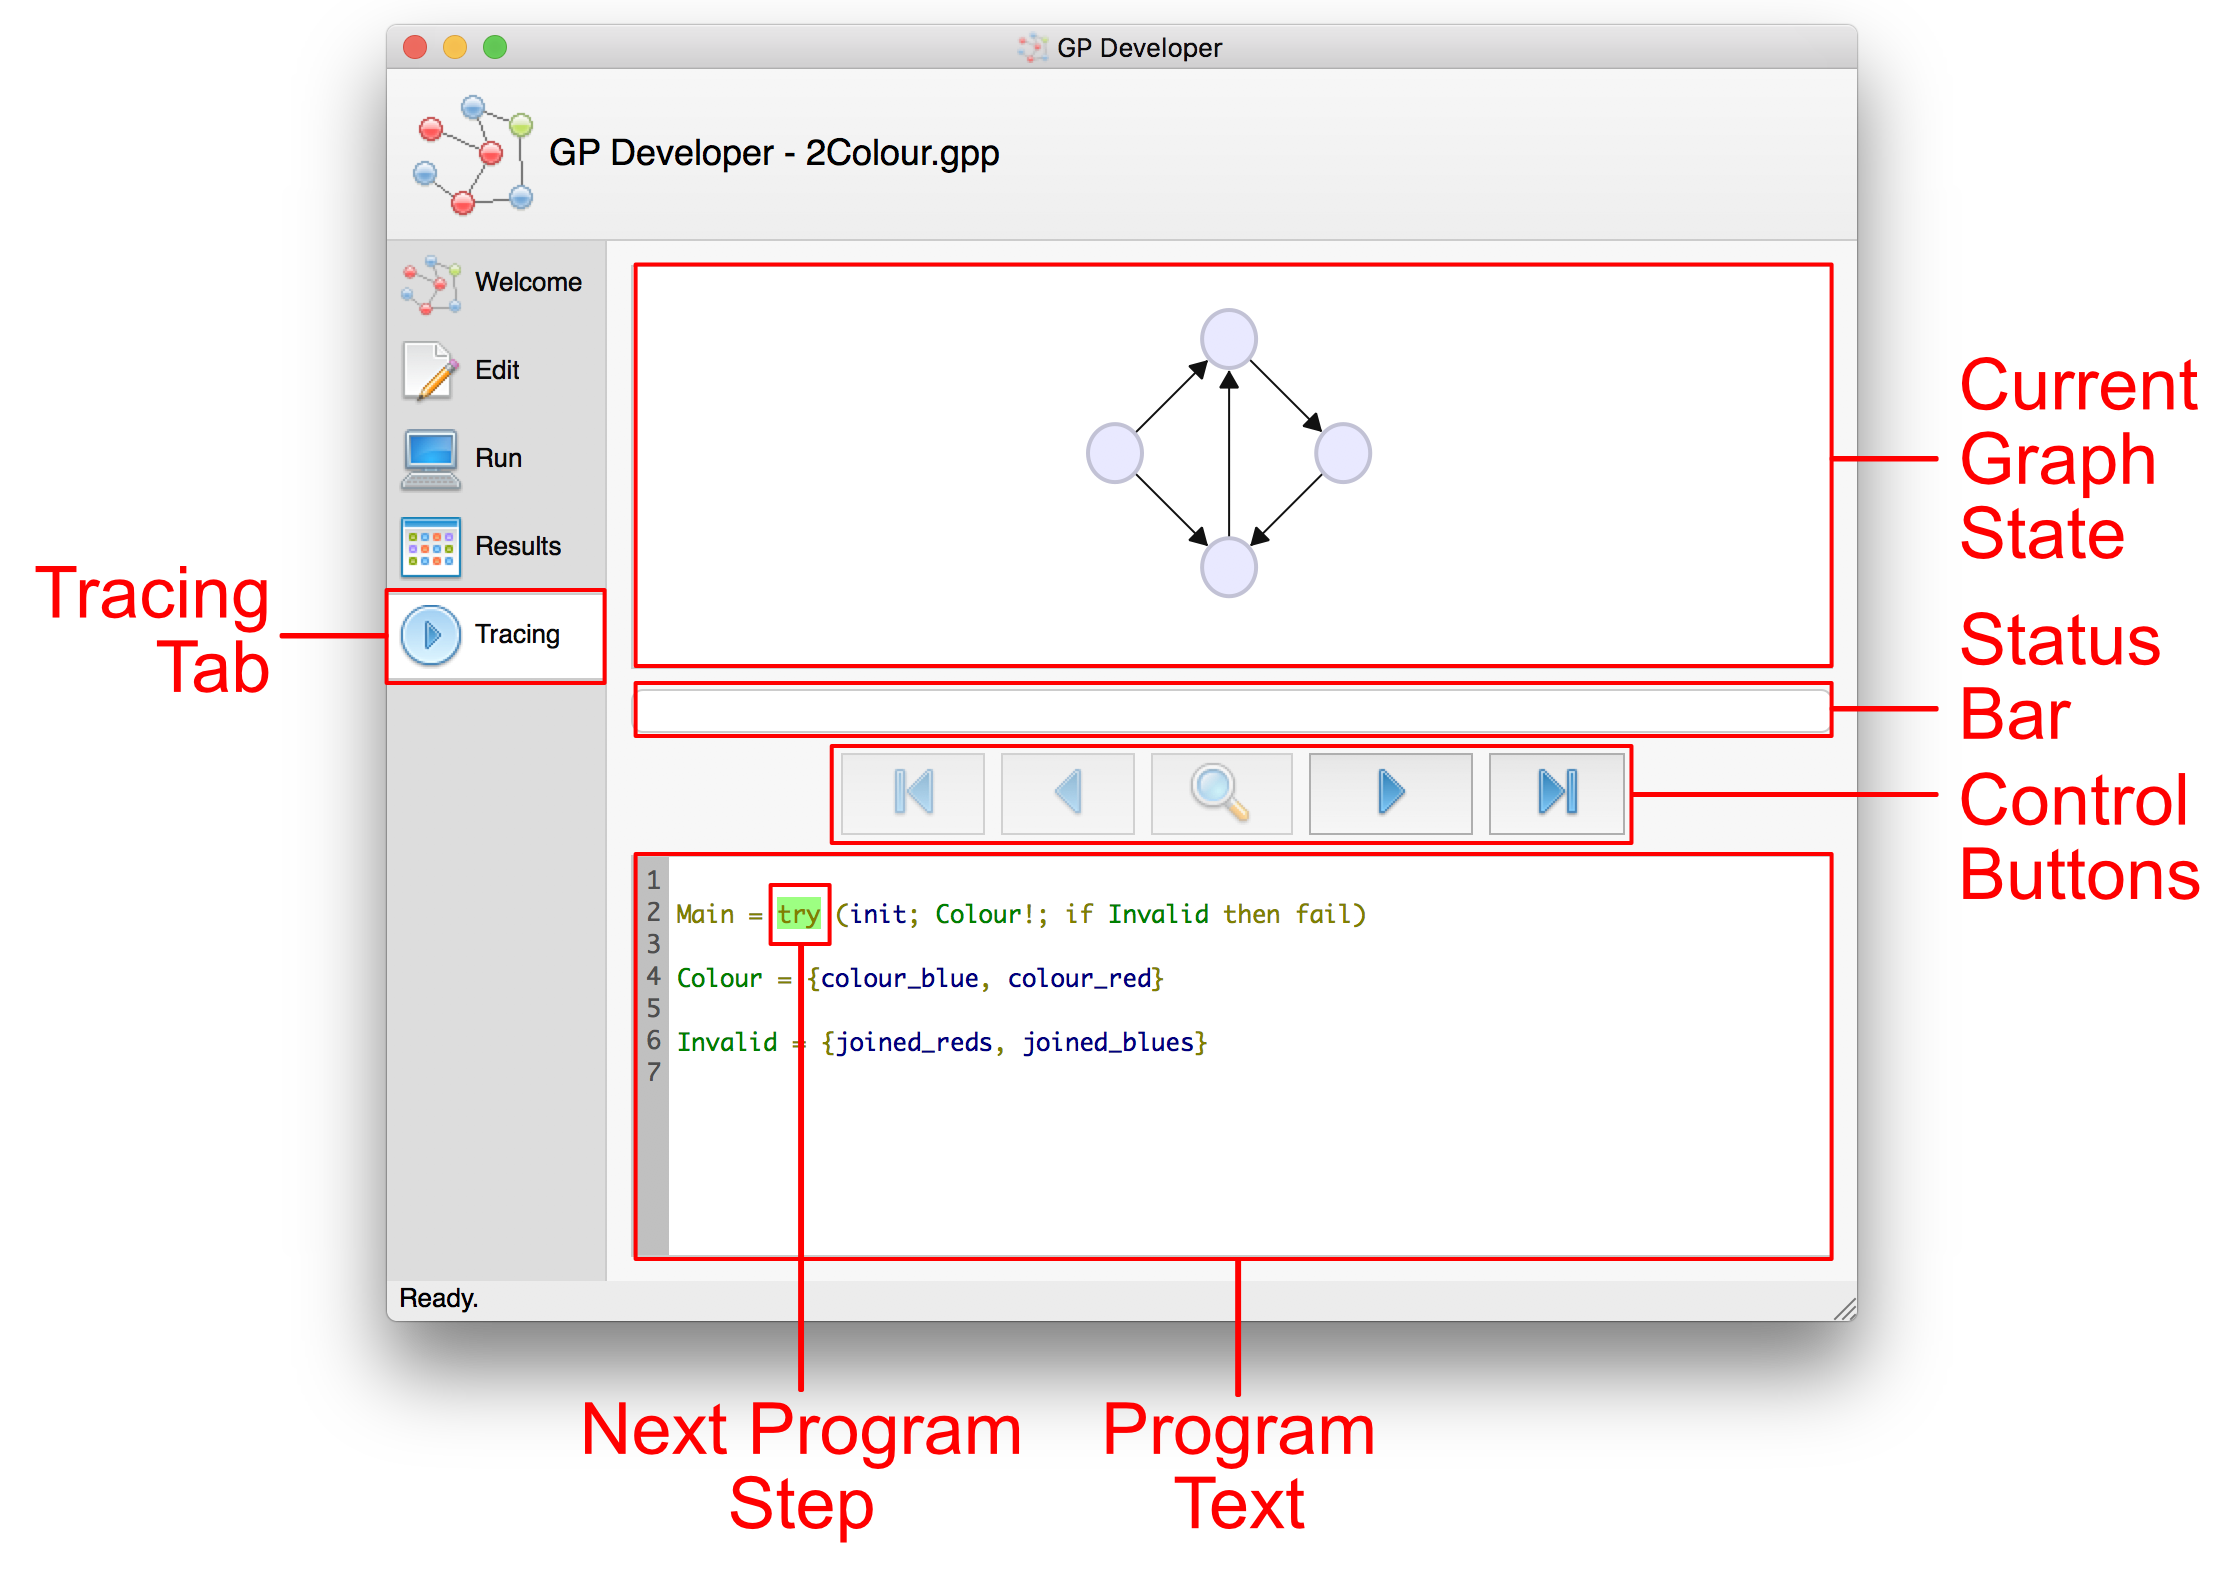 GP Developer
GP Developer - 2Colour.gpp
Welcome
Edit
Run
Results
Tracing
Tracing
Tab
Current
Graph
State
Status
Bar
Control
Buttons
1
2 Main = try (init; Colour!; if Invalid then fail)
3
4 Colour = {colour_blue, colour_red}
5
6 Invalid = {joined_reds, joined_blues}
7
Ready.
Next Program
Step
Program
Text